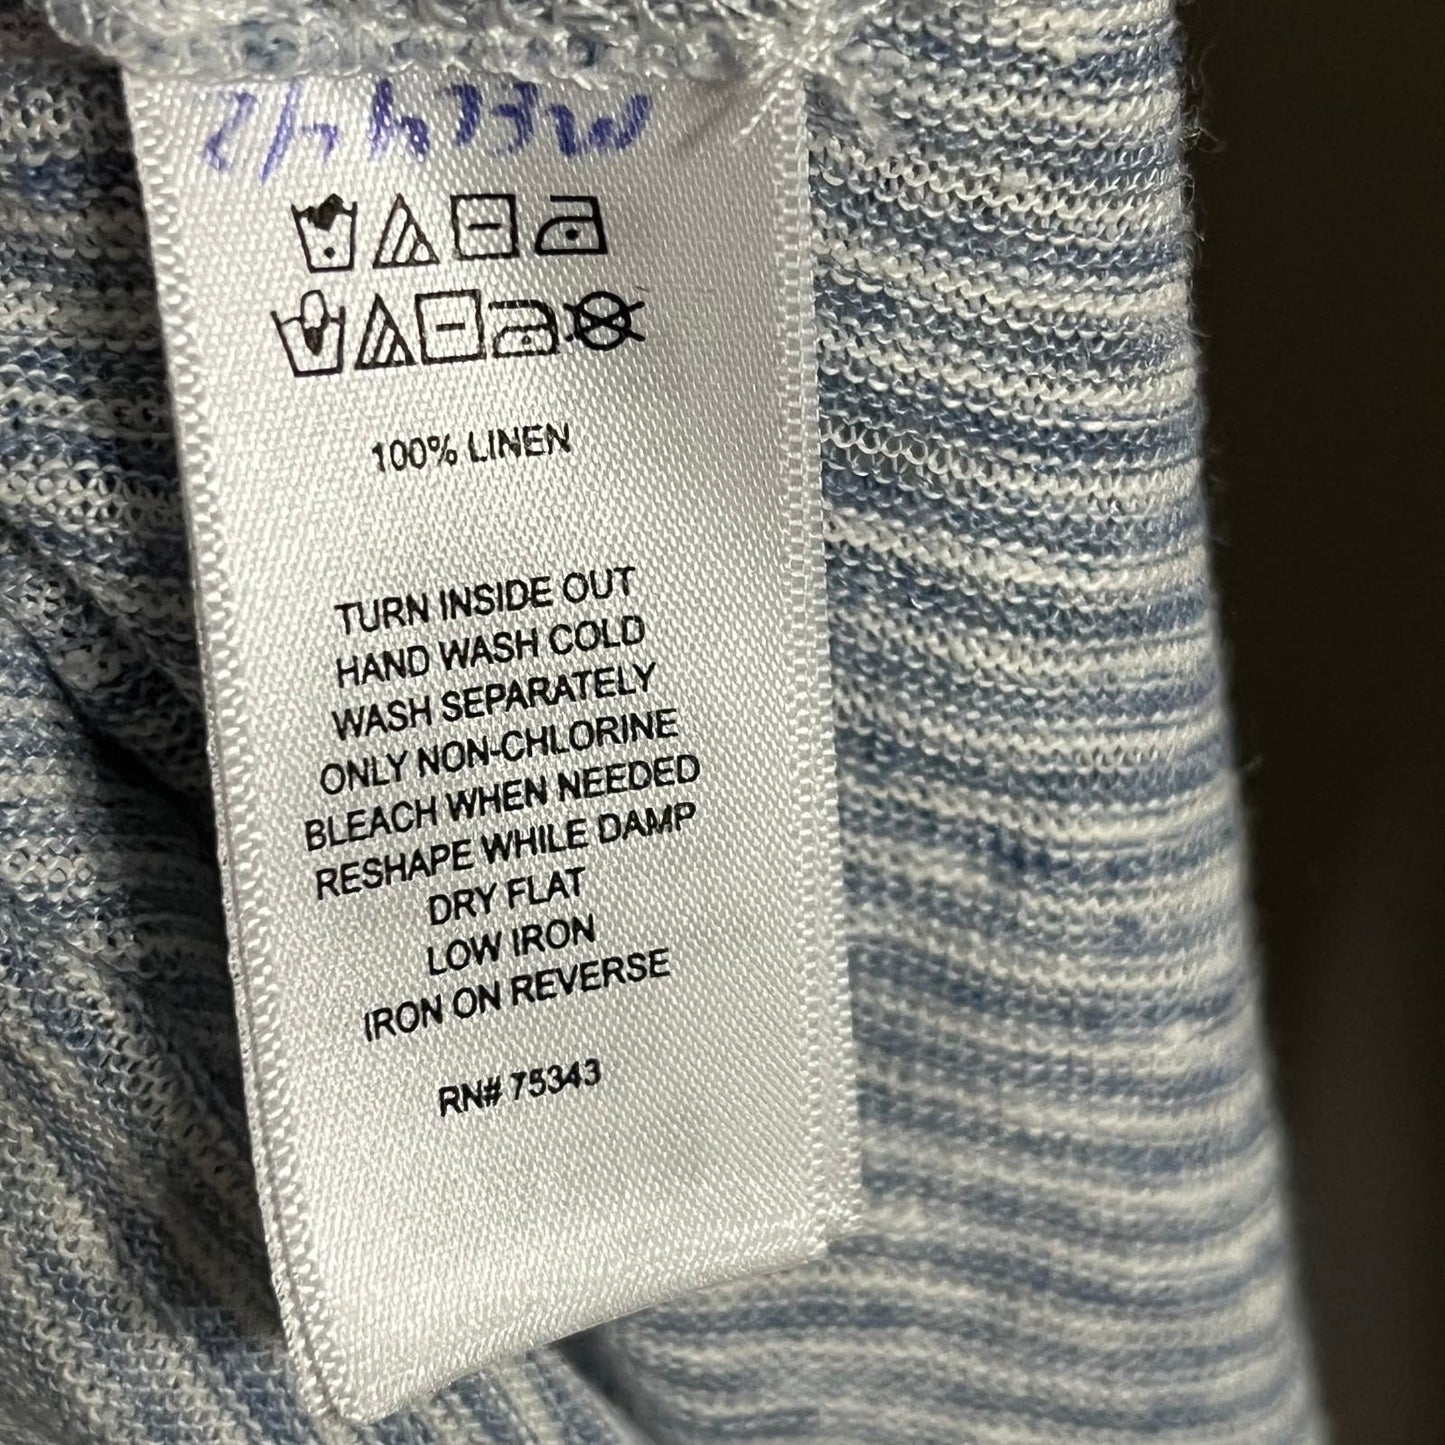 100% LINEN
TURN INSIDE OUT
HAND WASH COLD
WASH SEPARATELY
ONLY NON-CHLORINE
BLEACH WHEN NEEDED
RESHAPE WHILE DAMP
DRY FLAT
LOW IRON
IRON ON REVERSE
RN# 75343